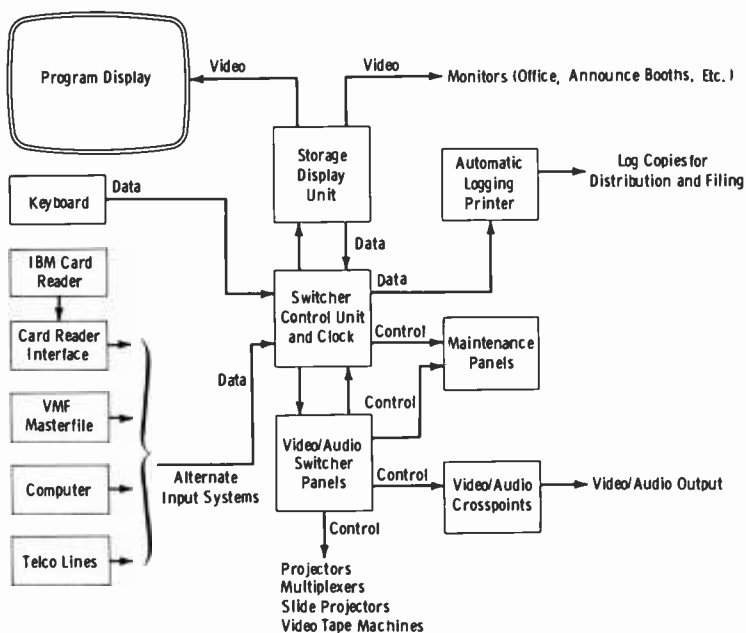 Program Display
Video
Video
Monitors (Office, Announce Booths, Etc.)
Storage
Display
Unit
Automatic
Logging
Printer
Log Copies for
Distribution and Filing
Keyboard
Data
Data
Data
IBM Card
Reader
Switcher
Control Unit
and Clock
Control
Maintenance
Panels
Card Reader
Interface
Data
Control
VMF
Masterfile
Video/Audio
Switcher
Panels
Alternate
Input Systems
Control
Video/Audio
Crosspoints
Video/Audio Output
Computer
Control
Telco Lines
Projectors
Multiplexers
Slide Projectors
Video Tape Machines